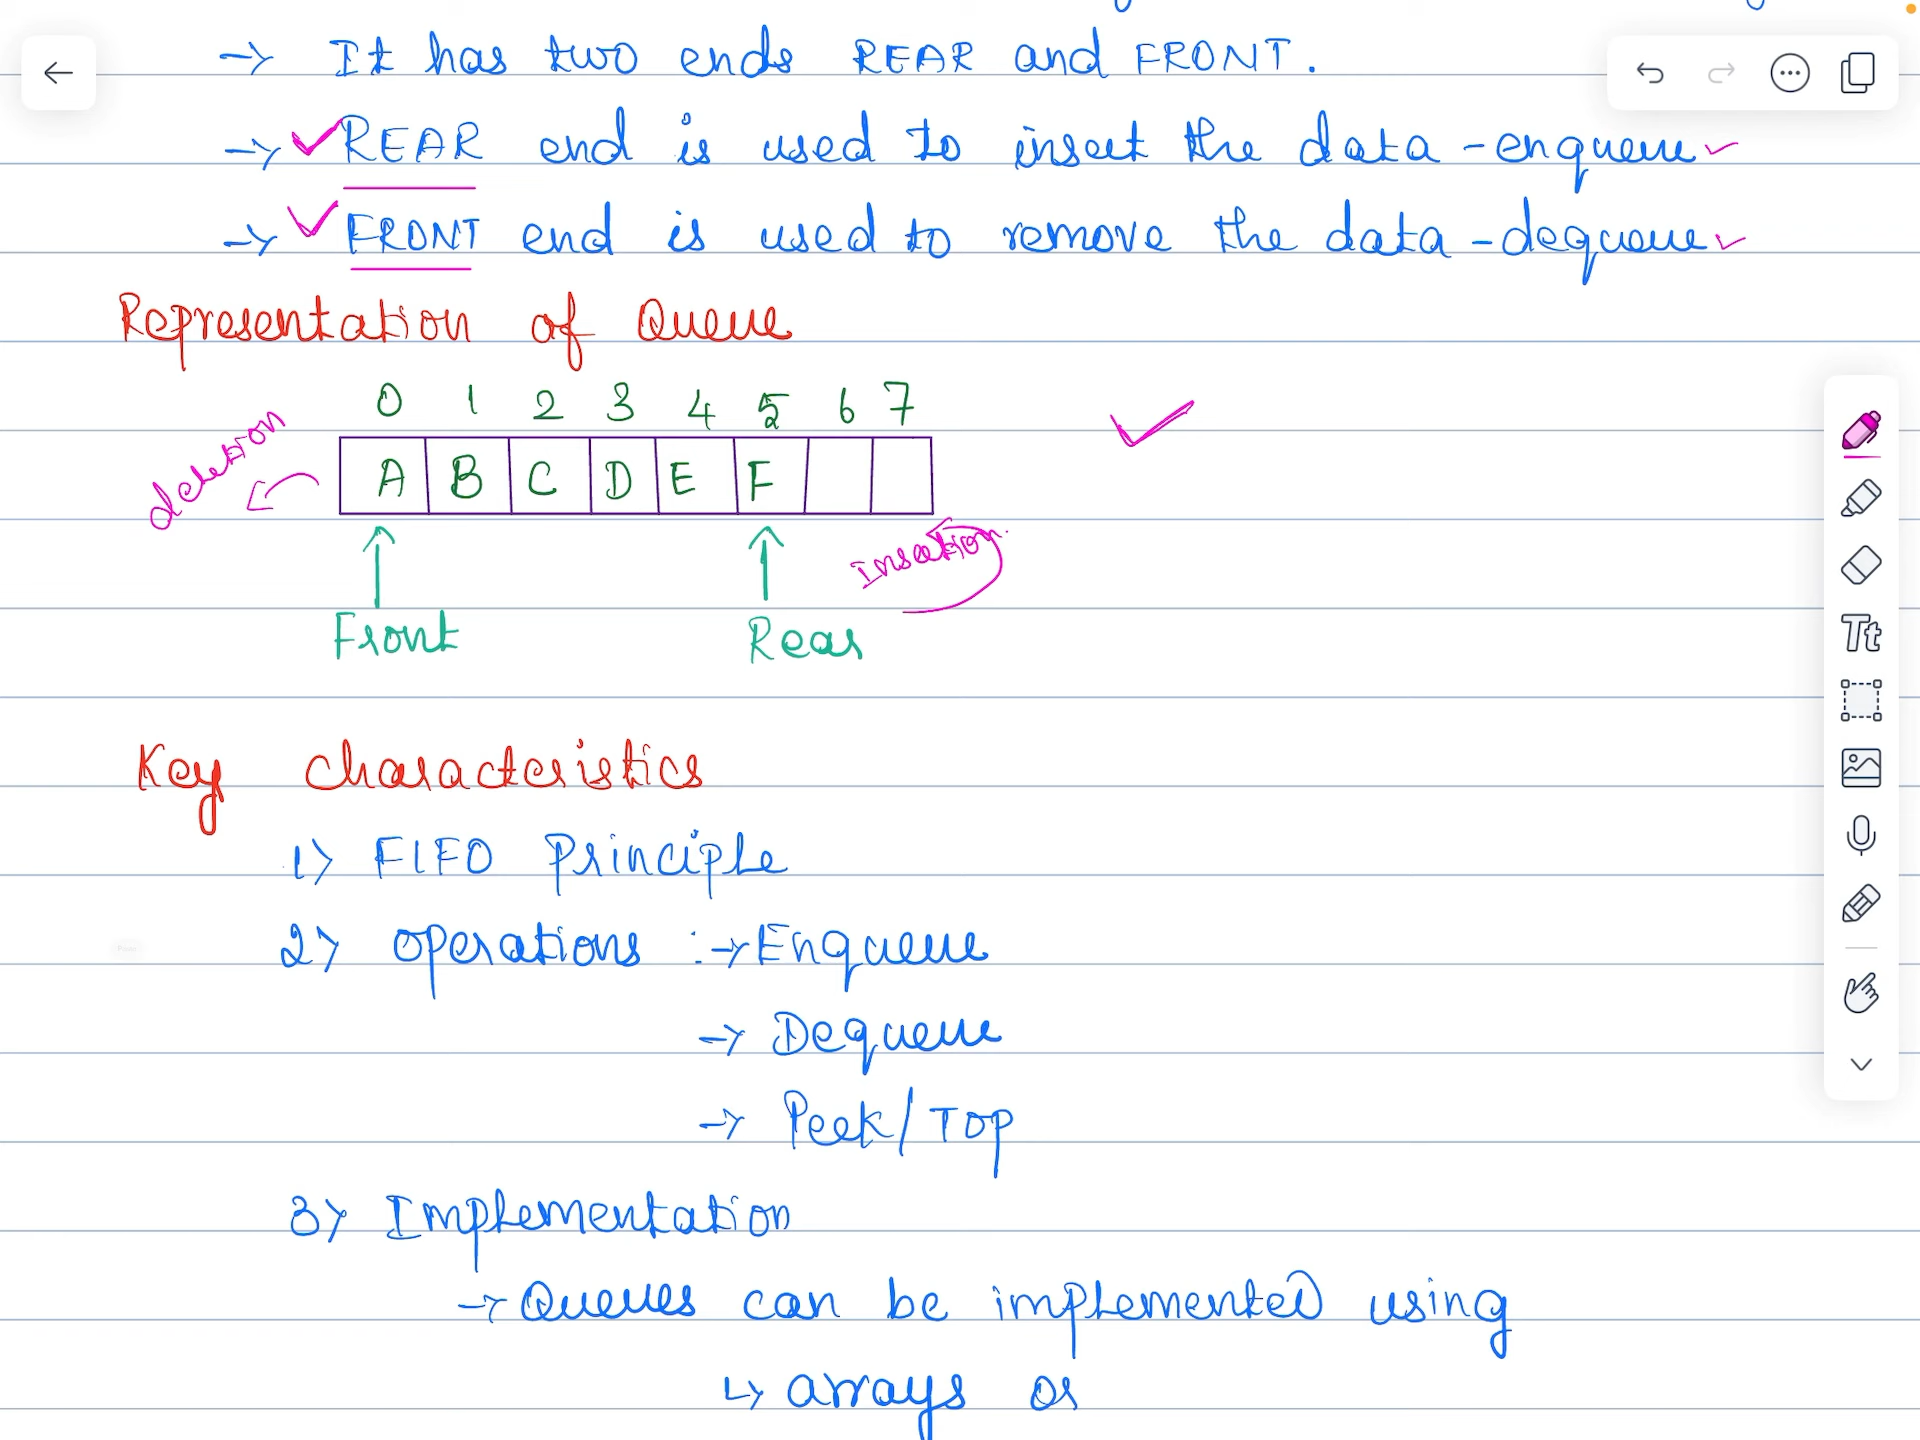 -> It has two ends REAR and FRONT.
-> ✓ REAR end is used to insert the data - enqueue ✓
-> ✓ FRONT end is used to remove the data - dequeue ✓
Representation of Queue
0 1 2 3 4 5 6 7
deletion
A B C D E F
Insertion
Front Rear
Key characteristics
1) FIFO Principle
2) Operations : -> Enqueue
-> Dequeue
-> Peek / Top
3) Implementation
-> Queues can be implemented using
↳ arrays or
Tt